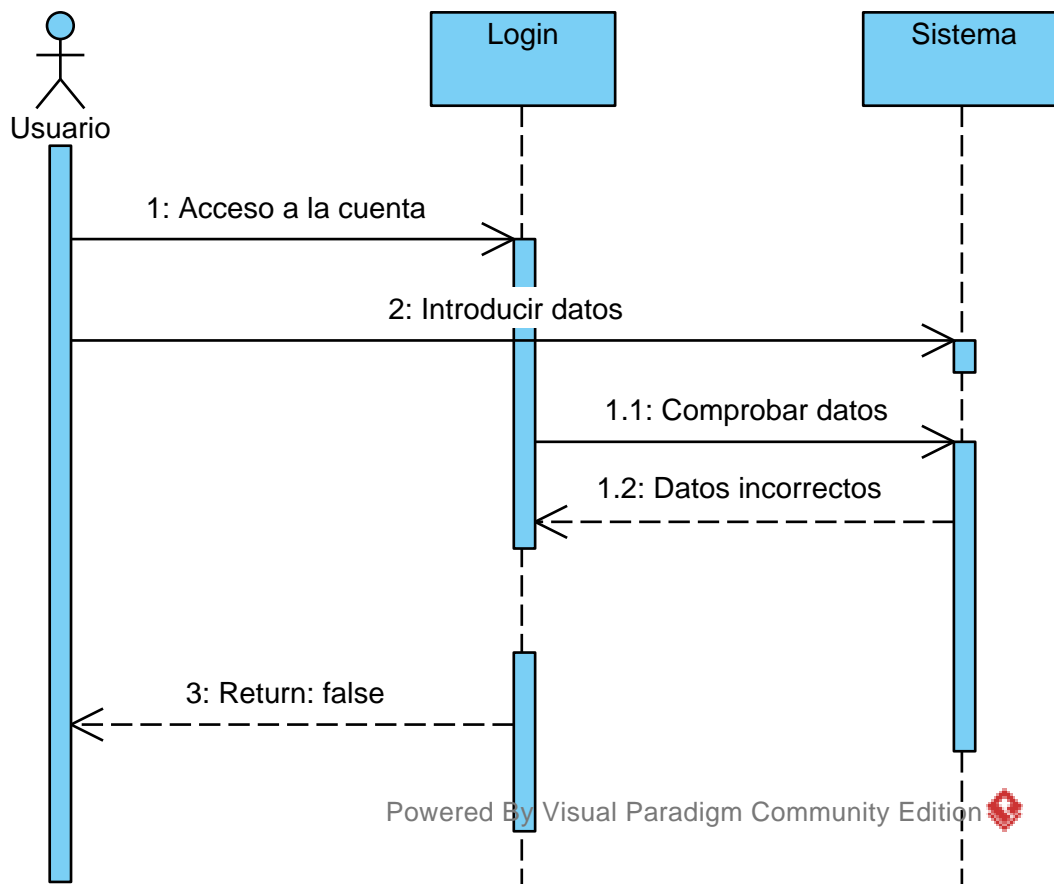 Login
Sistema
Usuario
1: Acceso a la cuenta
2: Introducir datos
1.1: Comprobar datos
1.2: Datos incorrectos
3: Return: false
Powered By Visual Paradigm Community Edition